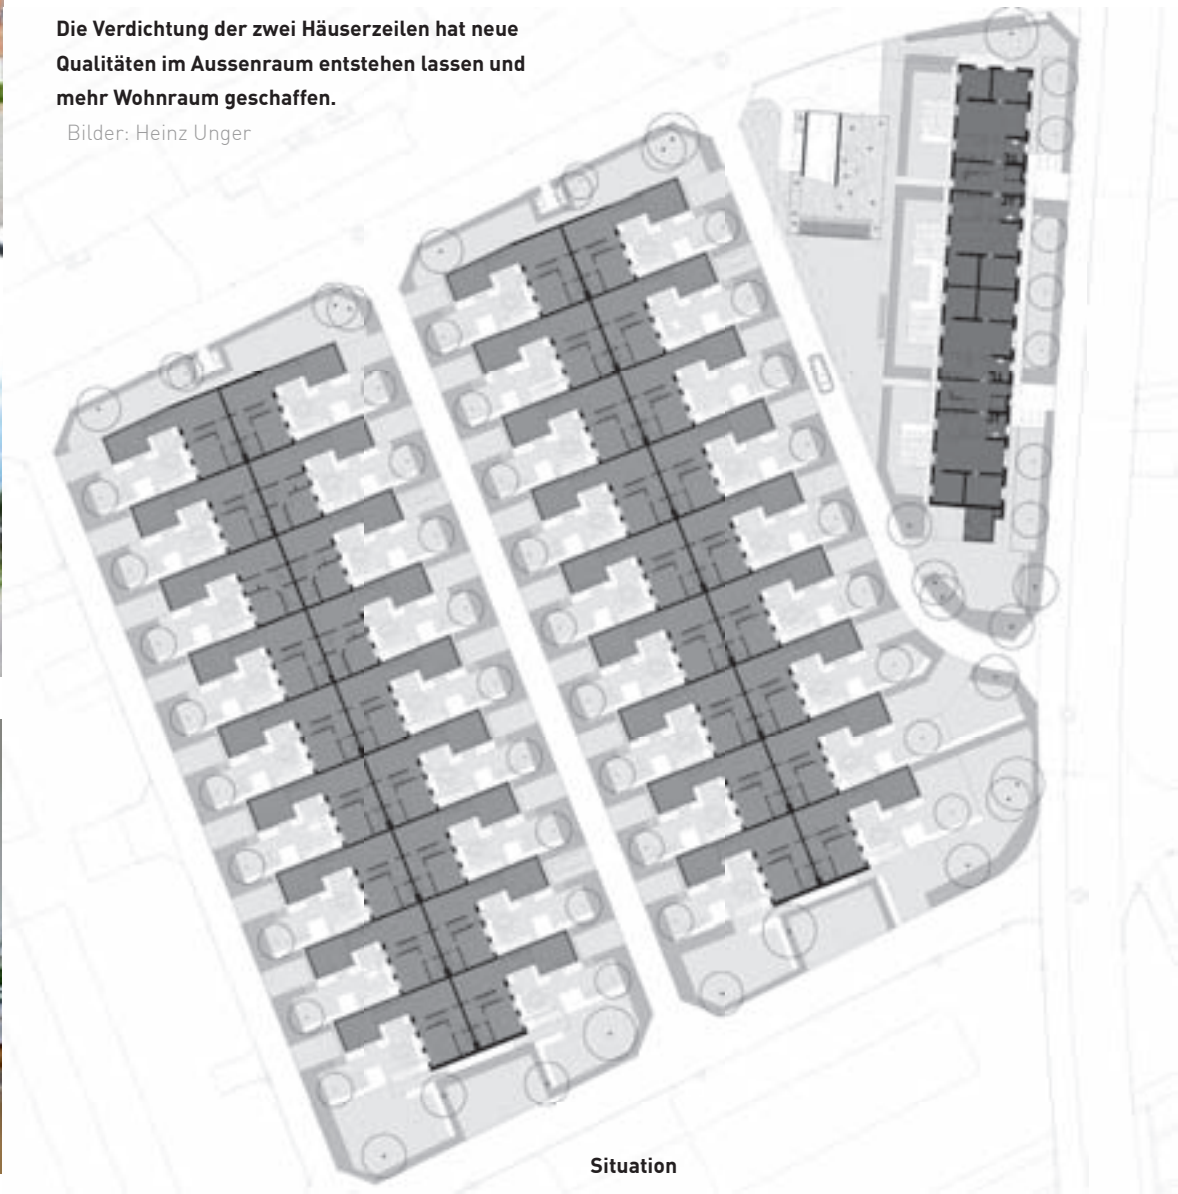 Die Verdichtung der zwei Häuserzeilen hat neue
Qualitäten im Aussenraum entstehen lassen und
mehr Wohnraum geschaffen.
Bilder: Heinz Unger
Situation